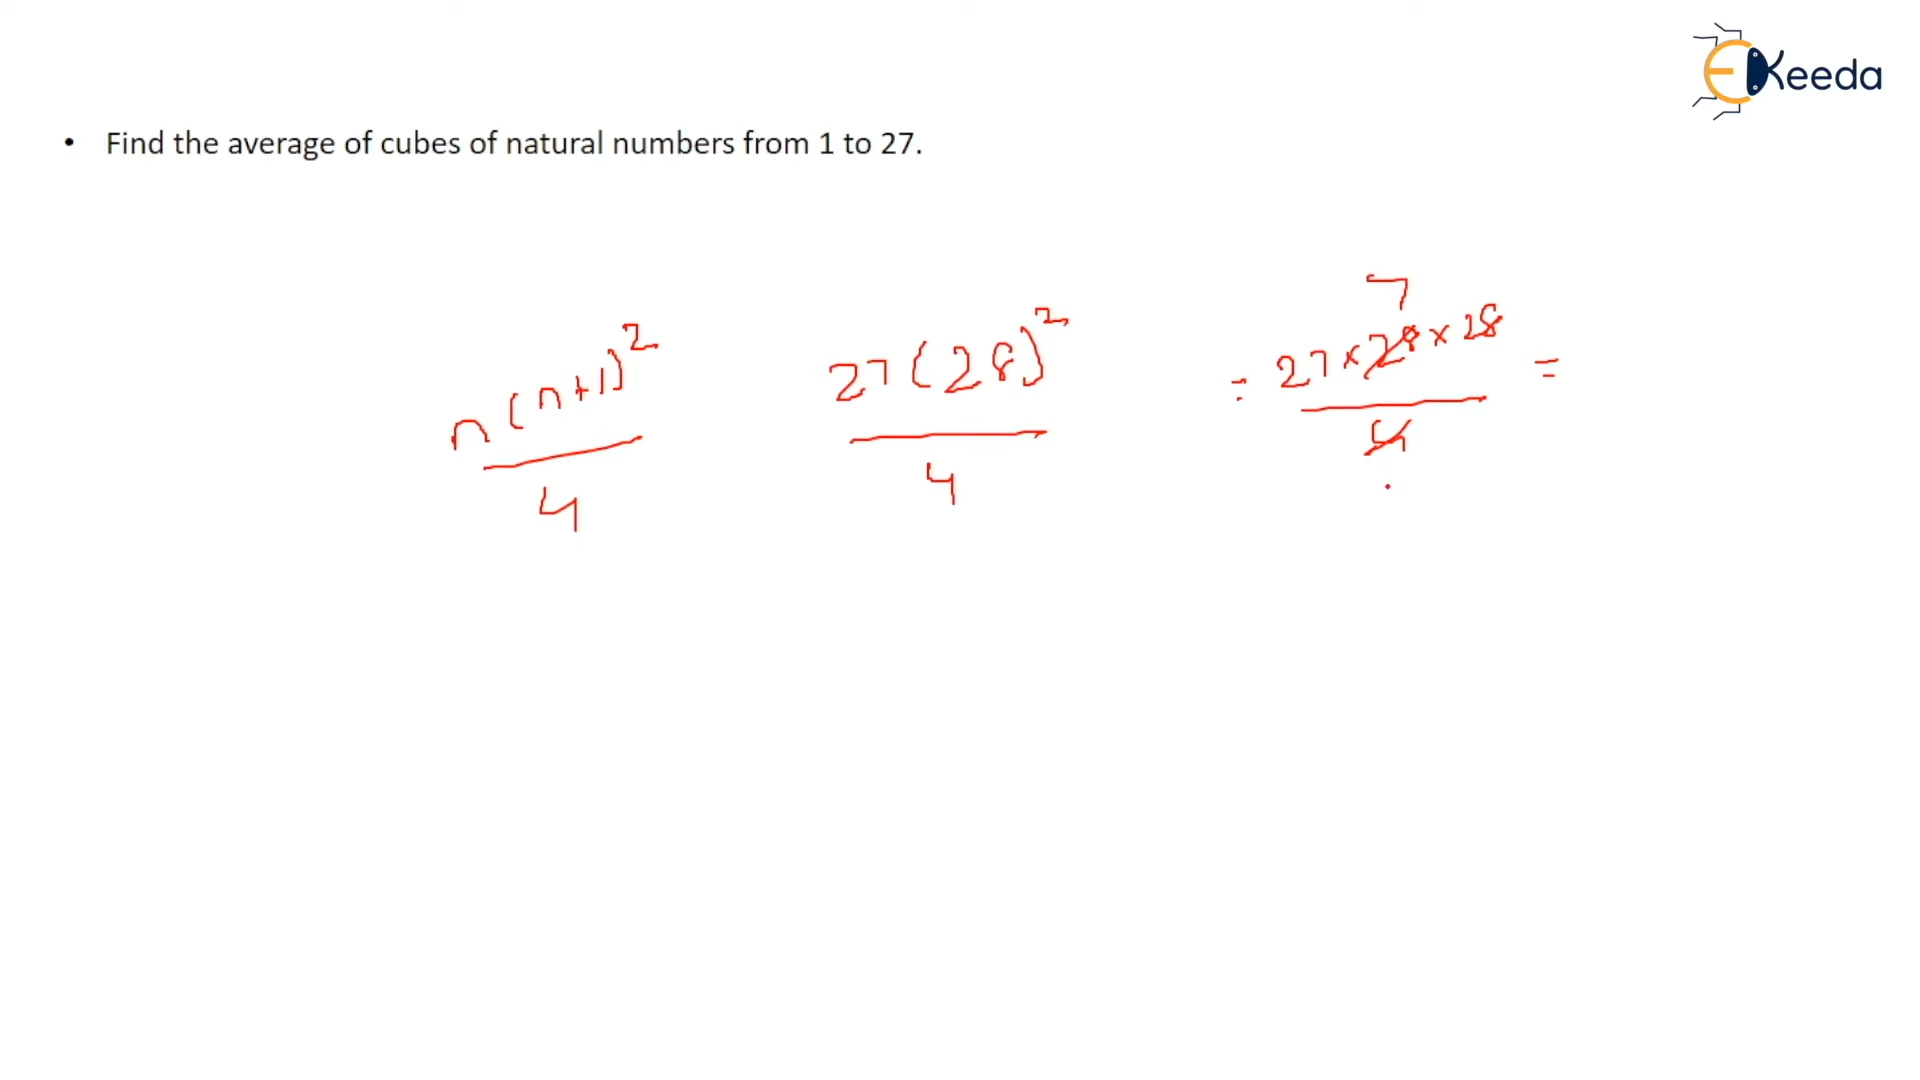 EKeeda
• Find the average of cubes of natural numbers from 1 to 27.
n(n+1)²/4
27(28)²/4
= 27×28×28/4 =
7